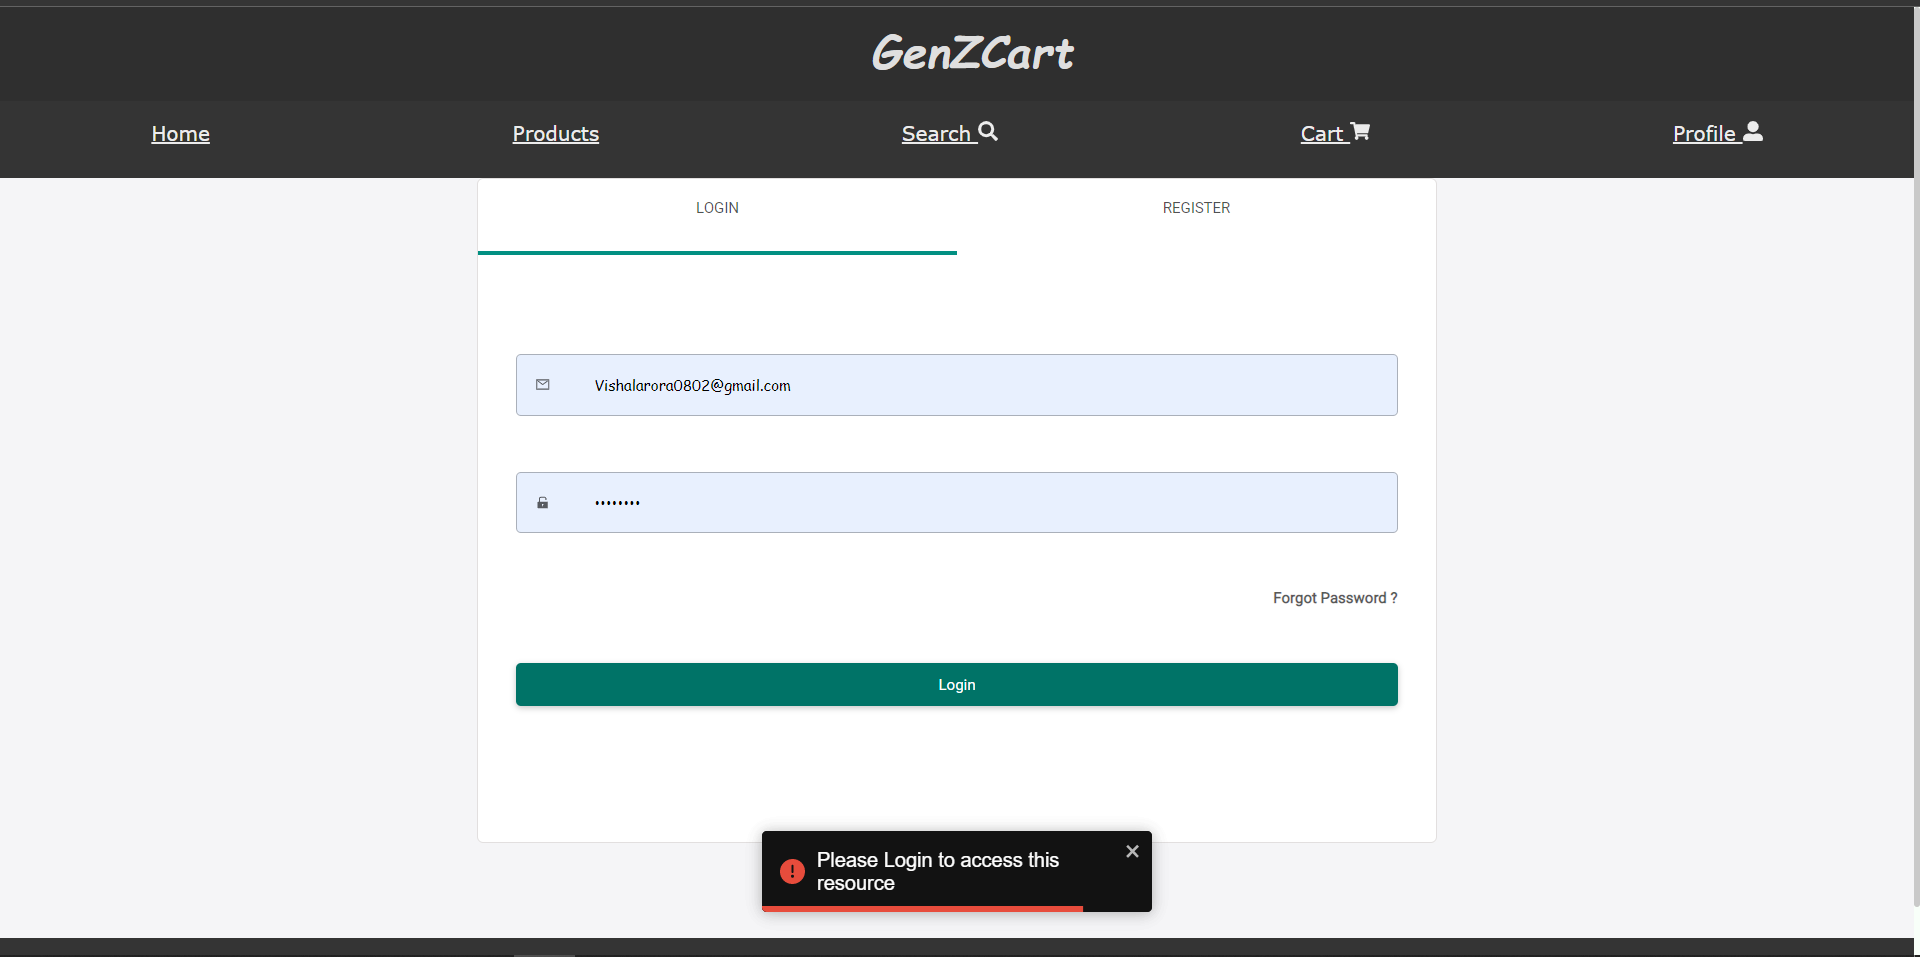 GenZCart
Home Products Search Cart Profile
LOGIN REGISTER
Vishalarora0802@gmail.com
••••••••
Forgot Password ?
Login
Please Login to access this
resource